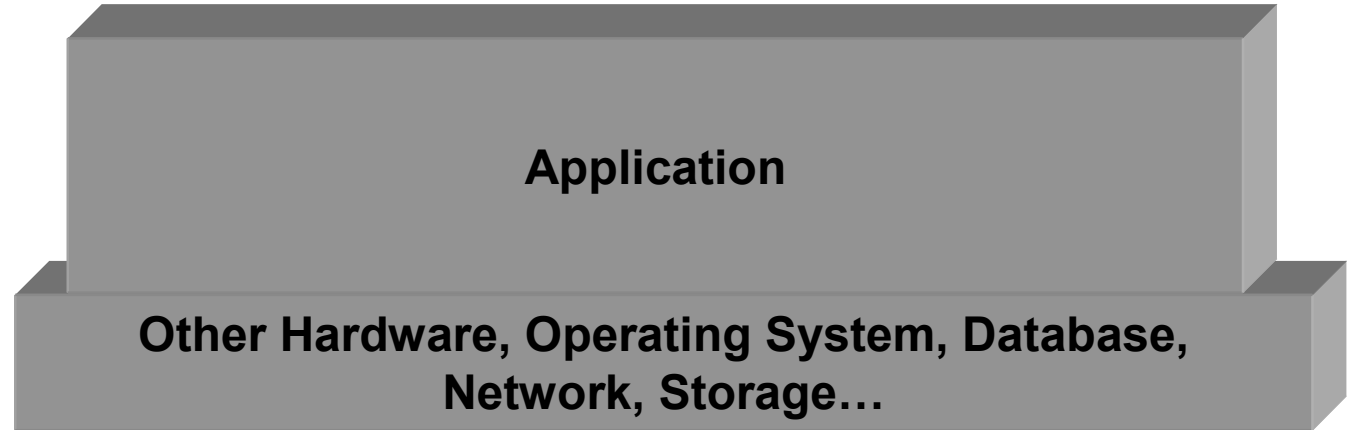 Application
Other Hardware, Operating System, Database,
Network, Storage…